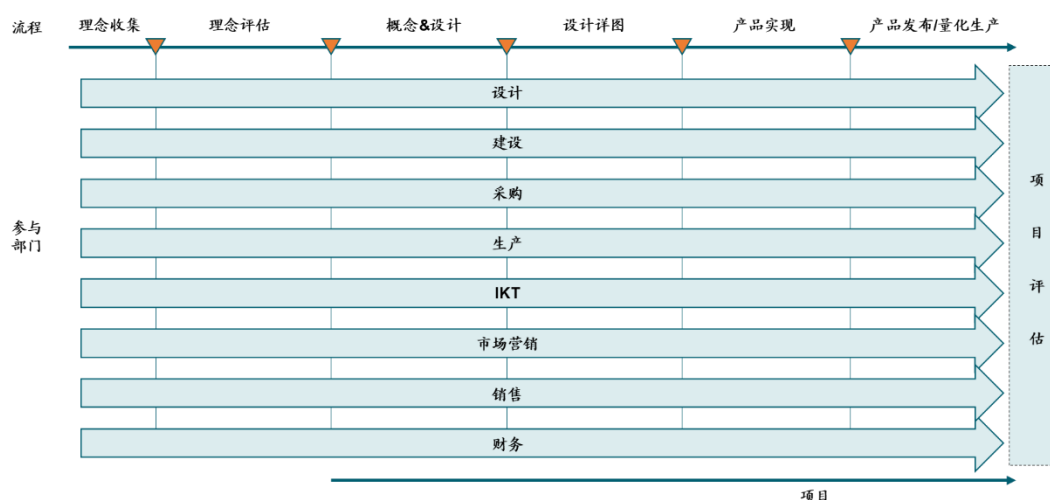 流程
理念收集
理念评估
概念&设计
设计详图
产品实现
产品发布/量化生产
设计
建设
采购
参与
部门
生产
IKT
市场营销
销售
财务
项
目
评
估
项目